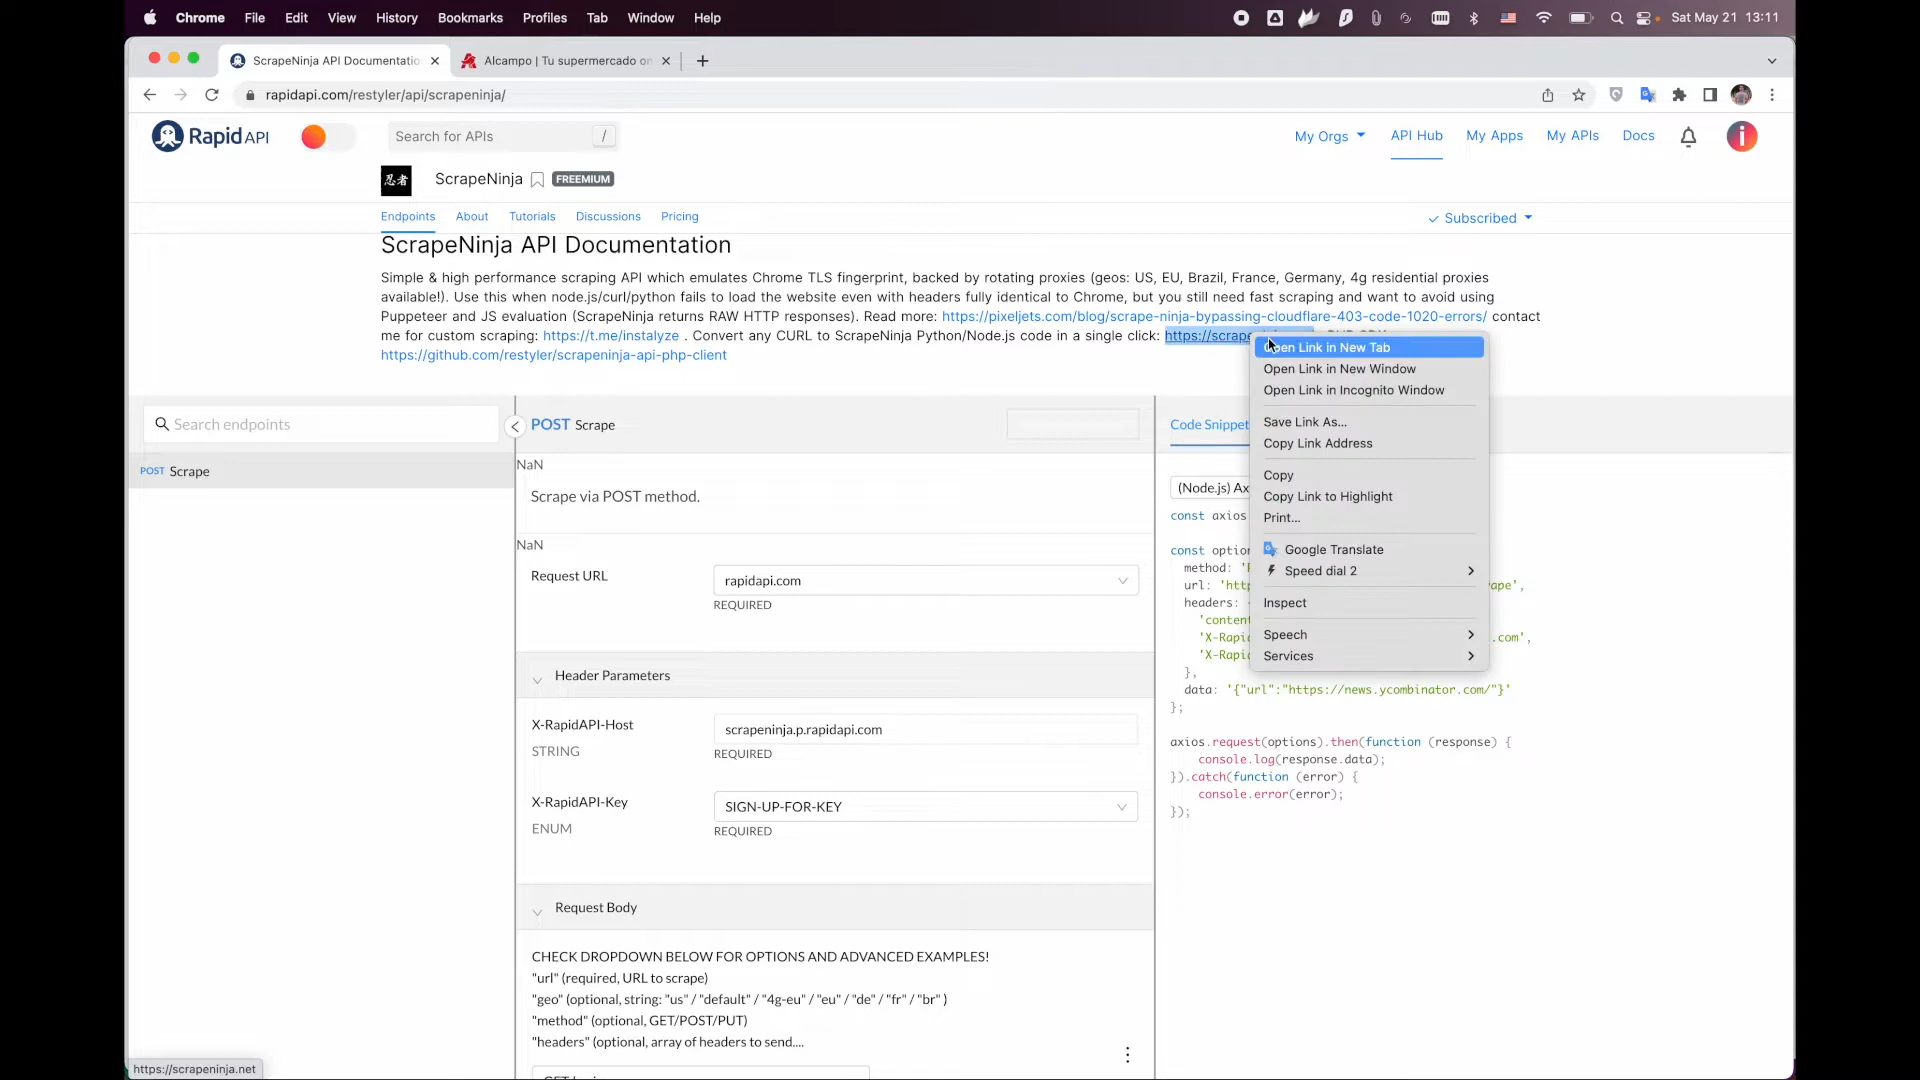 Chrome File Edit View History Bookmarks Profiles Tab Window Help Sat May 21 13:11
ScrapeNinja API Documentatio Alcampo | Tu supermercado on
rapidapi.com/restyler/api/scrapeninja/
Rapid API Search for APIs / My Orgs API Hub My Apps My APIs Docs
忍者 ScrapeNinja FREEMIUM
Endpoints About Tutorials Discussions Pricing Subscribed
ScrapeNinja API Documentation
Simple & high performance scraping API which emulates Chrome TLS fingerprint, backed by rotating proxies (geos: US, EU, Brazil, France, Germany, 4g residential proxies
available!). Use this when node.js/curl/python fails to load the website even with headers fully identical to Chrome, but you still need fast scraping and want to avoid using
Puppeteer and JS evaluation (ScrapeNinja returns RAW HTTP responses). Read more: https://pixeljets.com/blog/scrape-ninja-bypassing-cloudflare-403-code-1020-errors/ contact
me for custom scraping: https://t.me/instalyze . Convert any CURL to ScrapeNinja Python/Node.js code in a single click: https://scrape
https://github.com/restyler/scrapeninja-api-php-client
Open Link in New Tab
Open Link in New Window
Open Link in Incognito Window
Save Link As...
Copy Link Address
Copy
Copy Link to Highlight
Print...
Google Translate
Speed dial 2
Inspect
Speech
Services
Search endpoints
POST Scrape
POST Scrape
NaN
Scrape via POST method.
NaN
Request URL rapidapi.com
REQUIRED
Header Parameters
X-RapidAPI-Host scrapeninja.p.rapidapi.com
STRING REQUIRED
X-RapidAPI-Key SIGN-UP-FOR-KEY
ENUM REQUIRED
Request Body
CHECK DROPDOWN BELOW FOR OPTIONS AND ADVANCED EXAMPLES!
"url" (required, URL to scrape)
"geo" (optional, string: "us" / "default" / "4g-eu" / "eu" / "de" / "fr" / "br" )
"method" (optional, GET/POST/PUT)
"headers" (optional, array of headers to send....
Code Snippet
(Node.js) Ax
const axios
const option
method: 'P
url: 'http ape',
headers:
'content
'X-Rapid .com',
'X-Rapi
},
data: '{"url":"https://news.ycombinator.com/"}'
};
axios.request(options).then(function (response) {
console.log(response.data);
}).catch(function (error) {
console.error(error);
});
https://scrapeninja.net